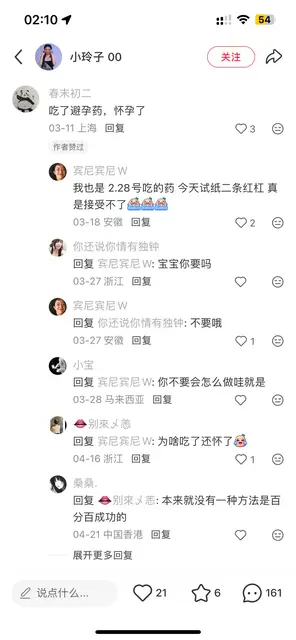 02:10
54
小玲子 00
关注
春末初二
吃了避孕药，怀孕了
03-11 上海 回复
3
作者赞过
宾尼宾尼W
我也是 2.28号吃的药 今天试纸二条红杠 真
是接受不了
03-18 安徽 回复
2
你还说你情有独钟
回复 宾尼宾尼W: 宝宝你要吗
03-27 浙江 回复
宾尼宾尼W
回复 你还说你情有独钟: 不要哦
03-27 安徽 回复
1
小宝
回复 宾尼宾尼W: 你不要会怎么做哇就是
03-28 马来西亚 回复
别來乄恙
回复 宾尼宾尼W: 为啥吃了还怀了
04-16 浙江 回复
1
桑桑.
回复 别來乄恙: 本来就没有一种方法是百
分百成功的
04-21 中国香港 回复
展开更多回复
说点什么...
21
6
161